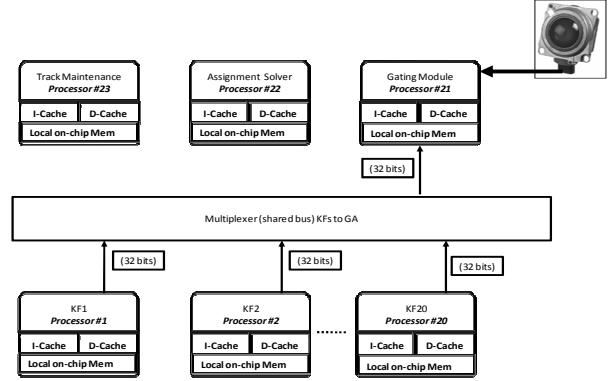 Track Maintenance
Processor #23
I-Cache
D-Cache
Local on-chip Mem
Assignment Solver
Processor #22
I-Cache
D-Cache
Local on-chip Mem
Gating Module
Processor #21
I-Cache
D-Cache
Local on-chip Mem
(32 bits)
Multiplexer (shared bus) KFs to GA
(32 bits)
(32 bits)
(32 bits)
KF1
Processor #1
I-Cache
D-Cache
Local on-chip Mem
KF2
Processor #2
I-Cache
D-Cache
Local on-chip Mem
........
KF20
Processor #20
I-Cache
D-Cache
Local on-chip Mem